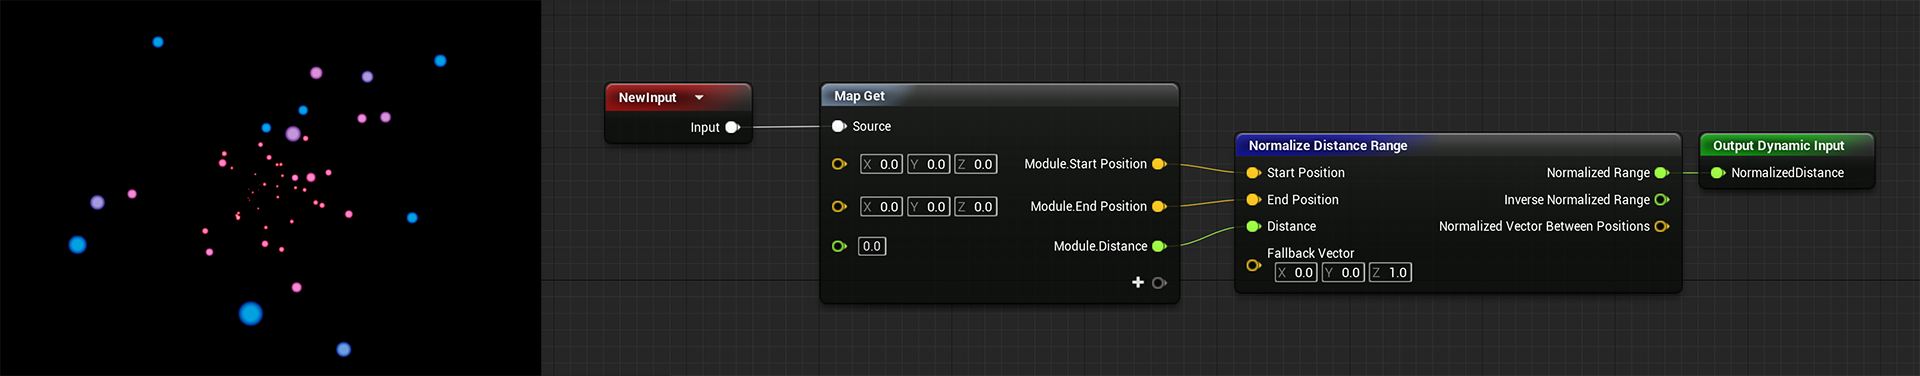 NewInput
Input
Map Get
Source
X 0.0 Y 0.0 Z 0.0 Module.Start Position
X 0.0 Y 0.0 Z 0.0 Module.End Position
0.0 Module.Distance
Normalize Distance Range
Start Position Normalized Range
End Position Inverse Normalized Range
Distance Normalized Vector Between Positions
Fallback Vector
X 0.0 Y 0.0 Z 1.0
Output Dynamic Input
NormalizedDistance